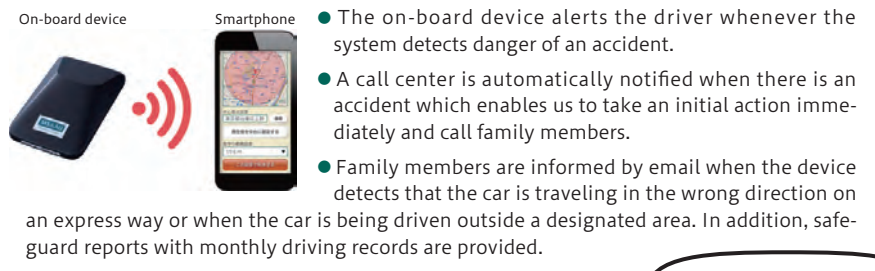 On-board device
Smartphone
● The on-board device alerts the driver whenever the
system detects danger of an accident.
● A call center is automatically notified when there is an
accident which enables us to take an initial action imme-
diately and call family members.
● Family members are informed by email when the device
detects that the car is traveling in the wrong direction on
an express way or when the car is being driven outside a designated area. In addition, safe-
guard reports with monthly driving records are provided.